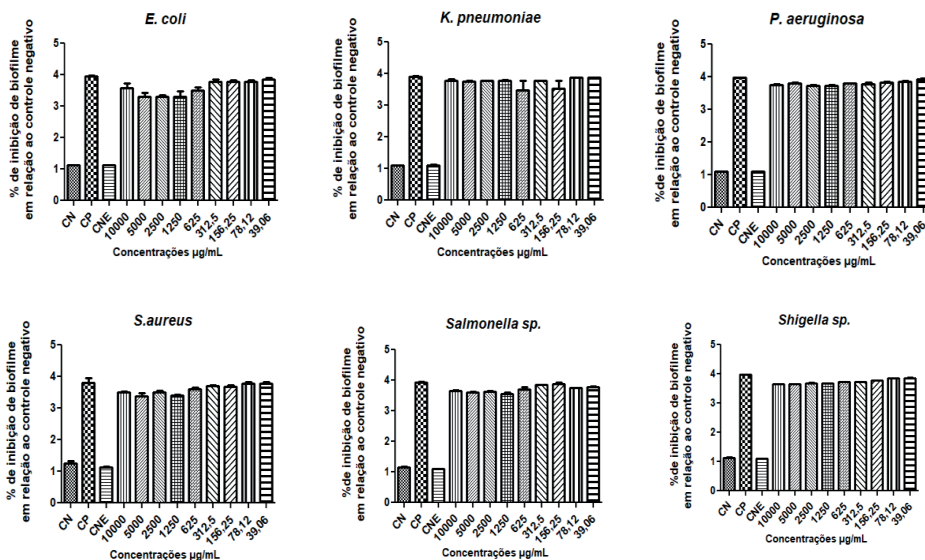 E. coli
% de inibição de biofilme
em relação ao controle negativo
5
4
3
2
1
0
CN
CP
CNE
10000
5000
2500
1250
625
312,5
156,25
78,12
39,06
Concentrações µg/mL
K. pneumoniae
% de inibição de biofilme
em relação ao controle negativo
5
4
3
2
1
0
CN
CP
CNE
10000
5000
2500
1250
625
312,5
156,25
78,12
39,06
Concentrações µg/mL
P. aeruginosa
%de inibição de biofilme
em relação ao controle negativo
5
4
3
2
1
0
CN
CP
CNE
10000
5000
2500
1250
625
312,5
156,25
78,12
39,06
Concentrações µg/mL
S.aureus
% de inibição de biofilme
em relação ao controle negativo
5
4
3
2
1
0
CN
CP
CNE
10000
5000
2500
1250
625
312,5
156,25
78,12
39,06
Concentrações µg/mL
Salmonella sp.
%de inibição de biofilme
em relação ao controle negativo
5
4
3
2
1
0
CN
CP
CNE
10000
5000
2500
1250
625
312,5
156,25
78,12
39,06
Concentrações µg/mL
Shigella sp.
%de inibição de biofilme
em relação ao controle negativo
5
4
3
2
1
0
CN
CP
CNE
10000
5000
2500
1250
625
312,5
156,25
78,12
39,06
Concentrações µg/mL